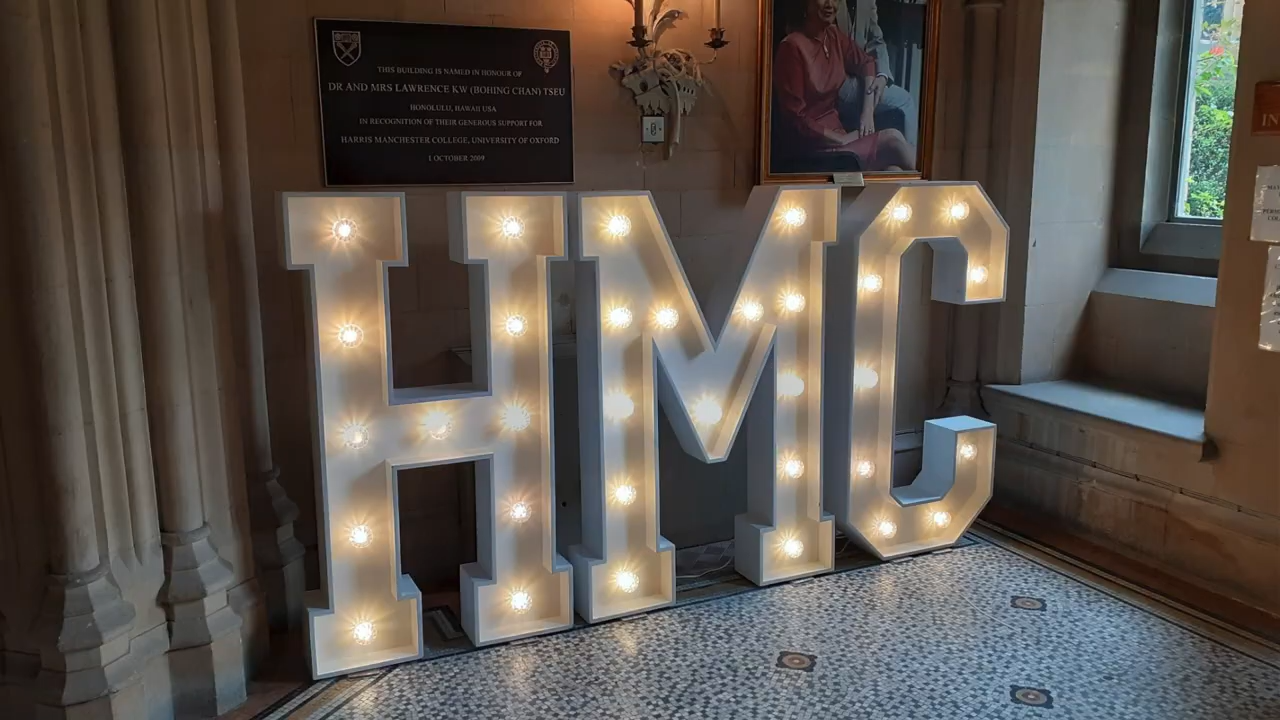 THIS BUILDING IS NAMED IN HONOUR OF
DR AND MRS LAWRENCE KW (BOHING CHAN) TSEU
HONOLULU, HAWAII USA
IN RECOGNITION OF THEIR GENEROUS SUPPORT FOR
HARRIS MANCHESTER COLLEGE, UNIVERSITY OF OXFORD
1 OCTOBER 2009
HMC
IN